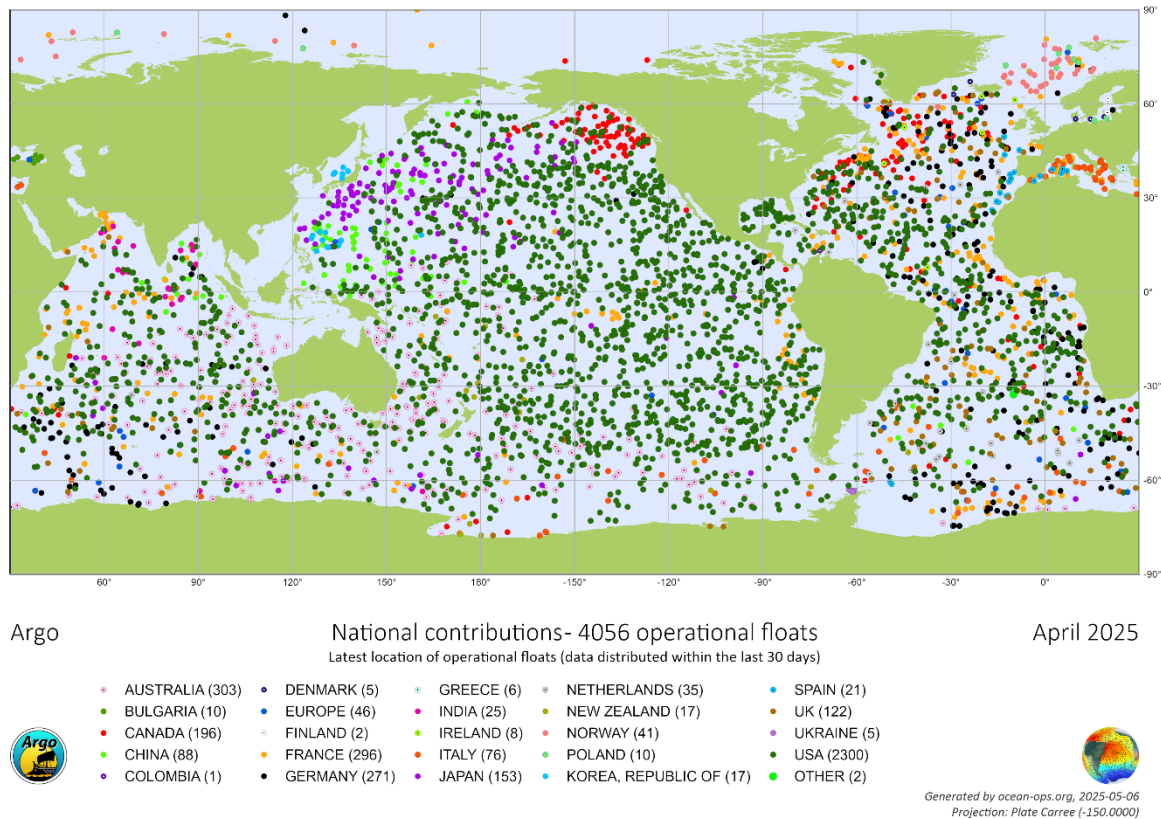 90°
60°
30°
0°
-30°
-60°
-90°
60° 90° 120° 150° 180° -150° -120° -90° -60° -30° 0°
Argo National contributions- 4056 operational floats April 2025
Latest location of operational floats (data distributed within the last 30 days)
AUSTRALIA (303) DENMARK (5) GREECE (6) NETHERLANDS (35) SPAIN (21)
BULGARIA (10) EUROPE (46) INDIA (25) NEW ZEALAND (17) UK (122)
CANADA (196) FINLAND (2) IRELAND (8) NORWAY (41) UKRAINE (5)
CHINA (88) FRANCE (296) ITALY (76) POLAND (10) USA (2300)
COLOMBIA (1) GERMANY (271) JAPAN (153) KOREA, REPUBLIC OF (17) OTHER (2)
Argo
Generated by ocean-ops.org, 2025-05-06
Projection: Plate Carree (-150.0000)